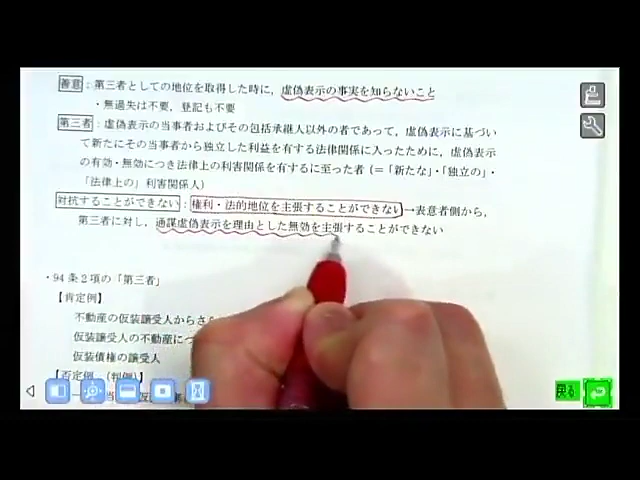 善意：第三者としての地位を取得した時に，虚偽表示の事実を知らないこと
・無過失は不要，登記も不要
第三者：虚偽表示の当事者およびその包括承継人以外の者であって，虚偽表示に基づい
て新たにその当事者から独立した利益を有する法律関係に入ったために，虚偽表示
の有効・無効につき法律上の利害関係を有するに至った者（＝「新たな」・「独立の」・
「法律上の」利害関係人）
対抗することができない：権利・法的地位を主張することができない→表意者側から，
第三者に対し，通謀虚偽表示を理由とした無効を主張することができない
・94条2項の「第三者」
【肯定例】
不動産の仮装譲受人からさら
仮装譲受人の不動産につ
仮装債権の譲受人
【否定例（判例）】
戻る